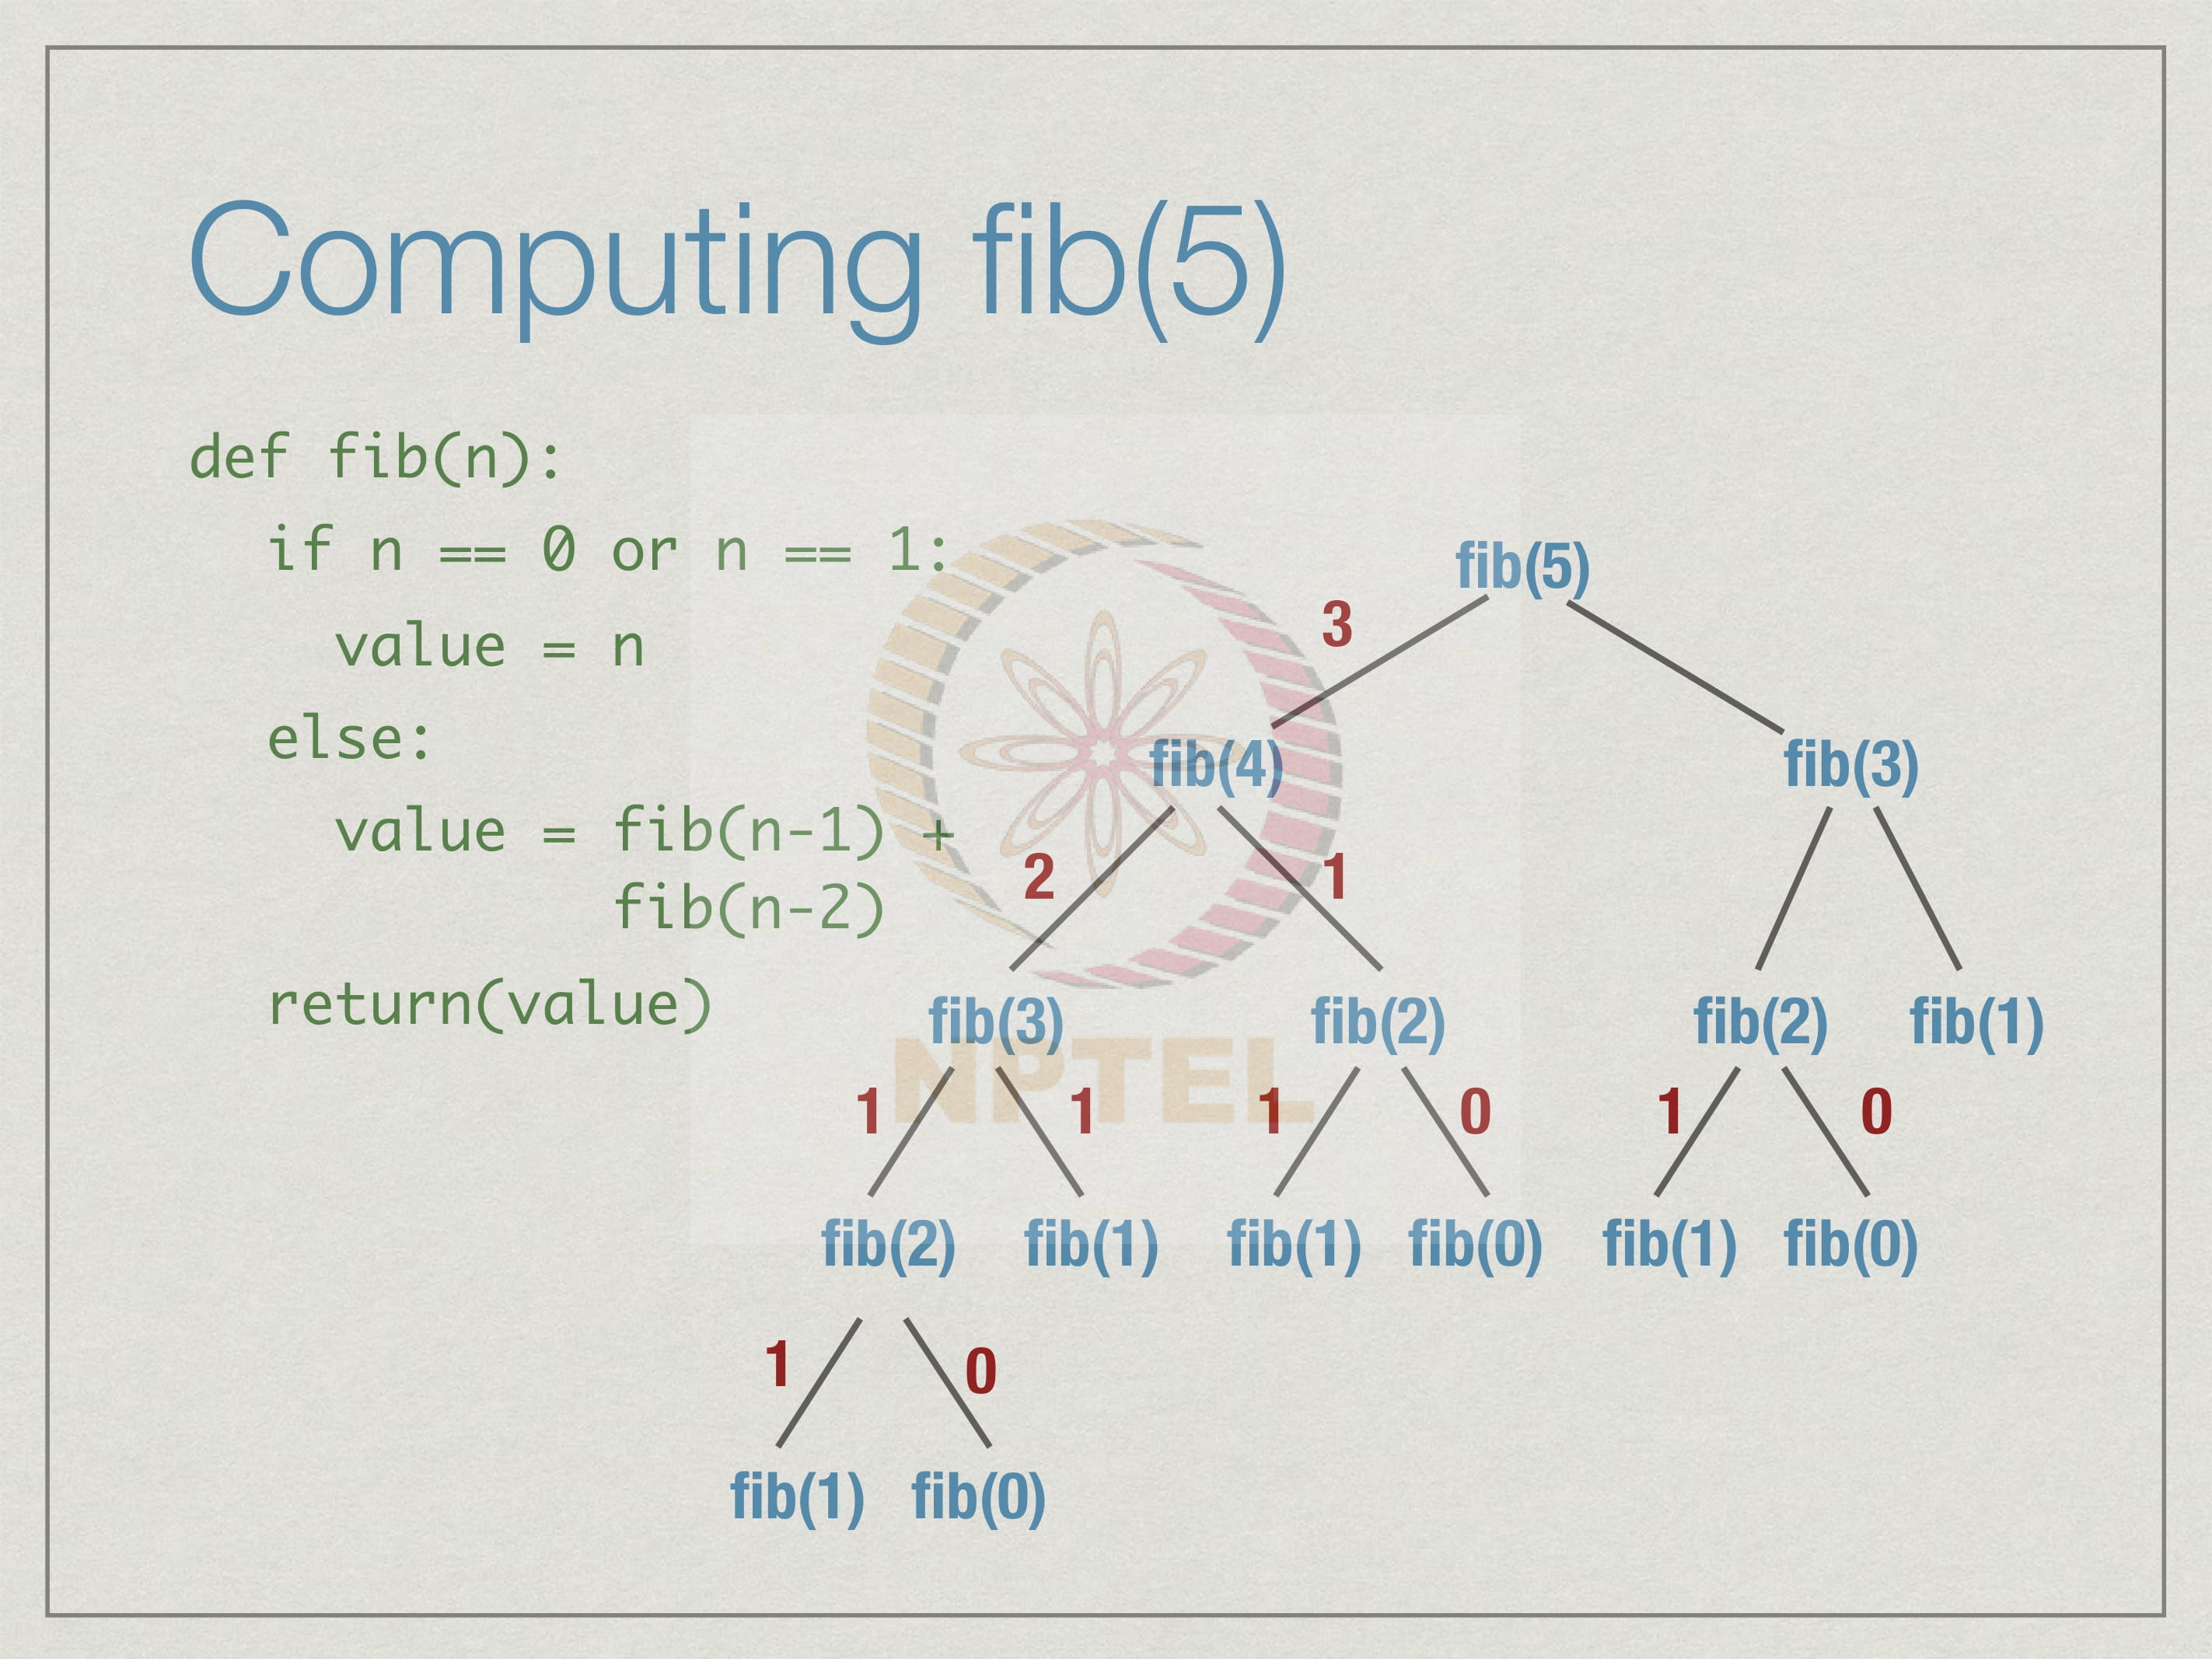 Computing fib(5)
def fib(n):
if n == 0 or n == 1:
value = n
else:
value = fib(n-1) +
fib(n-2)
return(value)
fib(5)
3
fib(4)
fib(3)
2
1
fib(3)
fib(2)
fib(2)
fib(1)
NPTEL
1
1
1
0
1
0
fib(2)
fib(1)
fib(1)
fib(0)
fib(1)
fib(0)
1
0
fib(1)
fib(0)